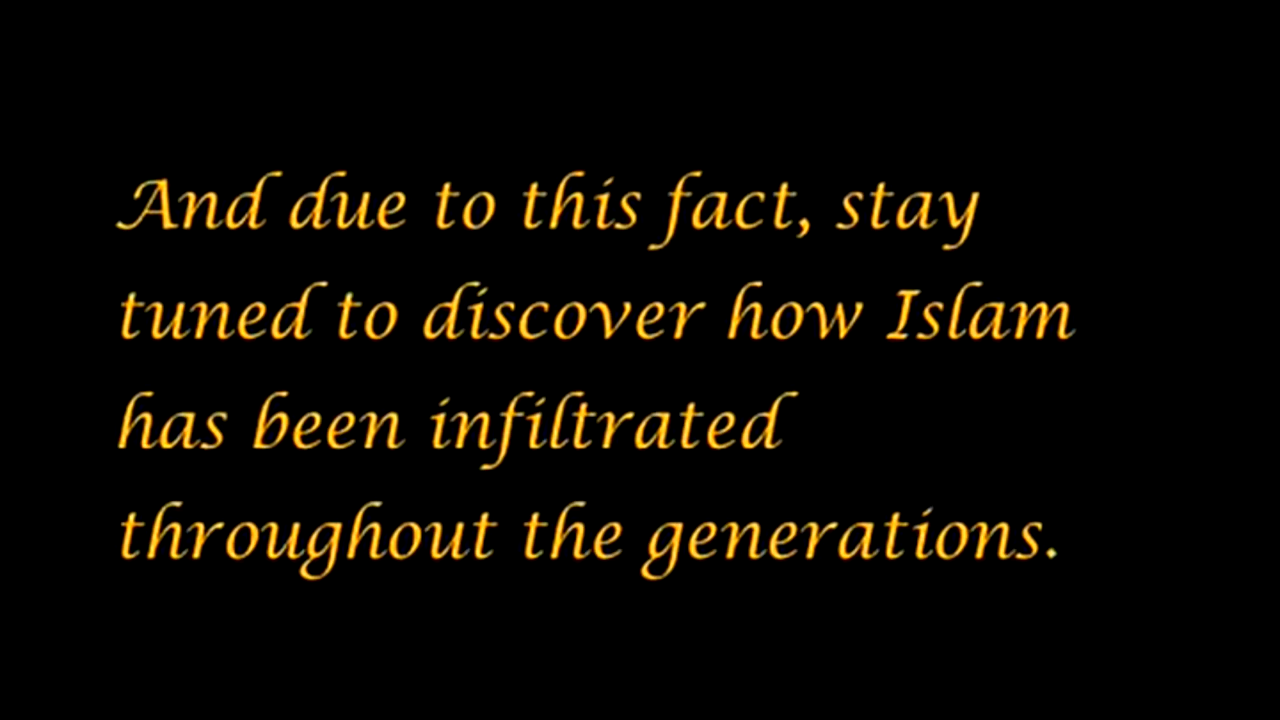 And due to this fact, stay
tuned to discover how Islam
has been infiltrated
throughout the generations.